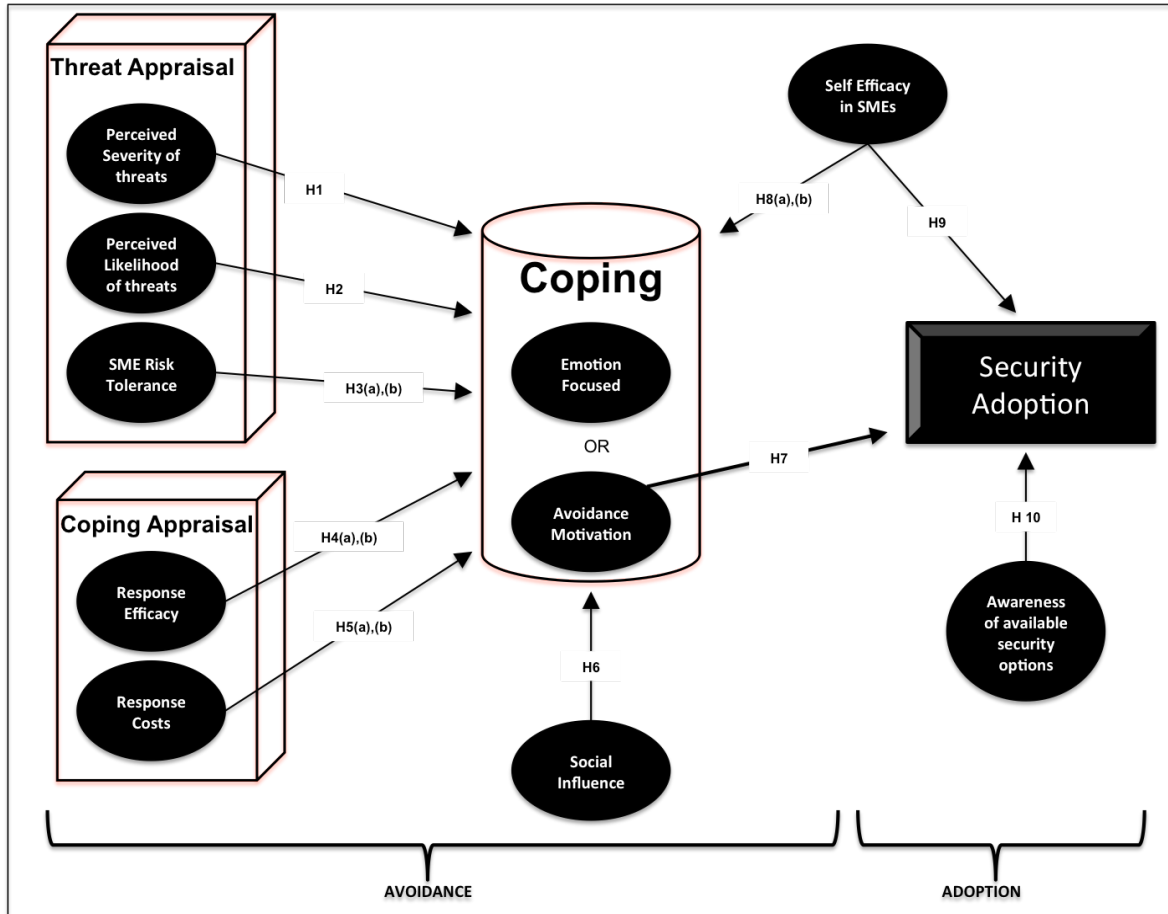 Threat Appraisal
Perceived
Severity of
threats
Perceived
Likelihood
of threats
SME Risk
Tolerance
H1
H2
H3(a),(b)
Coping Appraisal
Response
Efficacy
Response
Costs
H4(a),(b)
H5(a),(b)
Coping
Emotion
Focused
OR
Avoidance
Motivation
H6
Social
Influence
Self Efficacy
in SMEs
H8(a),(b)
H9
H7
Security
Adoption
H 10
Awareness
of available
security
options
AVOIDANCE
ADOPTION